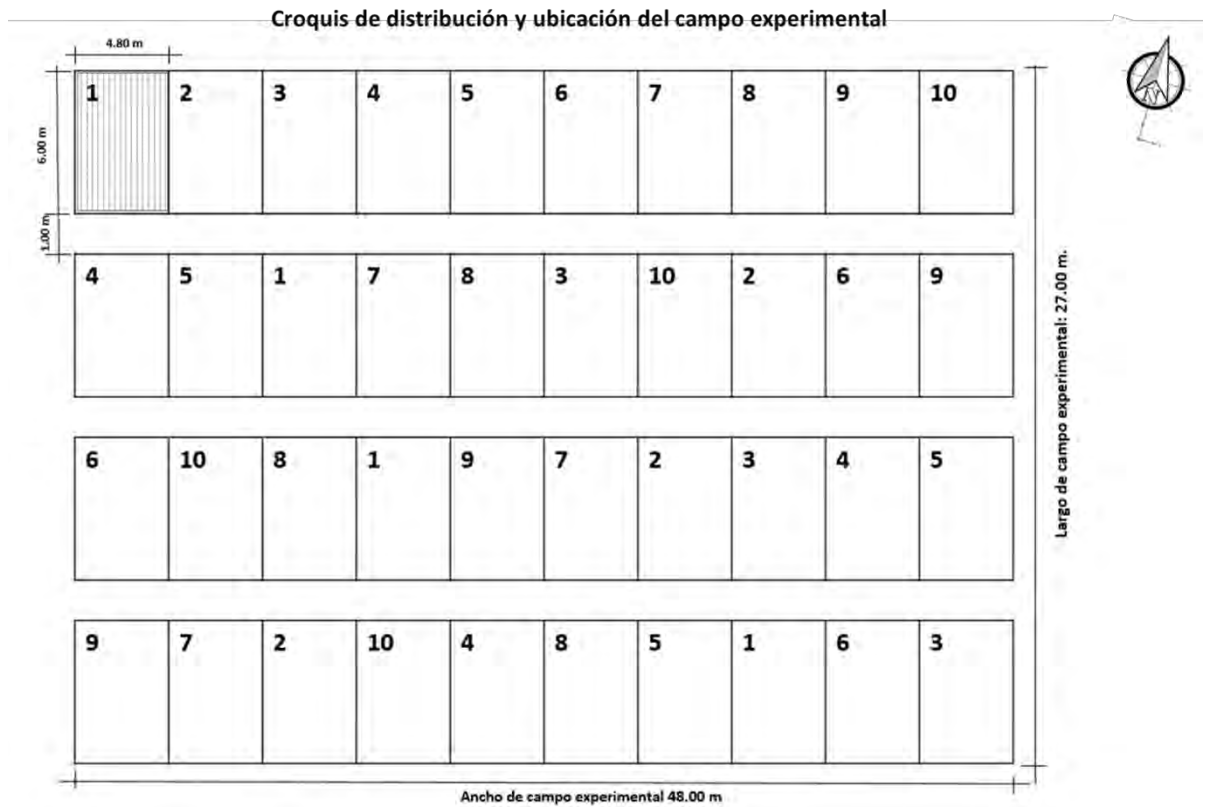 Croquis de distribución y ubicación del campo experimental
4.80 m
1 2 3 4 5 6 7 8 9 10
6.00 m
1.00 m
4 5 1 7 8 3 10 2 6 9
Largo de campo experimental: 27.00 m.
6 10 8 1 9 7 2 3 4 5
9 7 2 10 4 8 5 1 6 3
Ancho de campo experimental 48.00 m